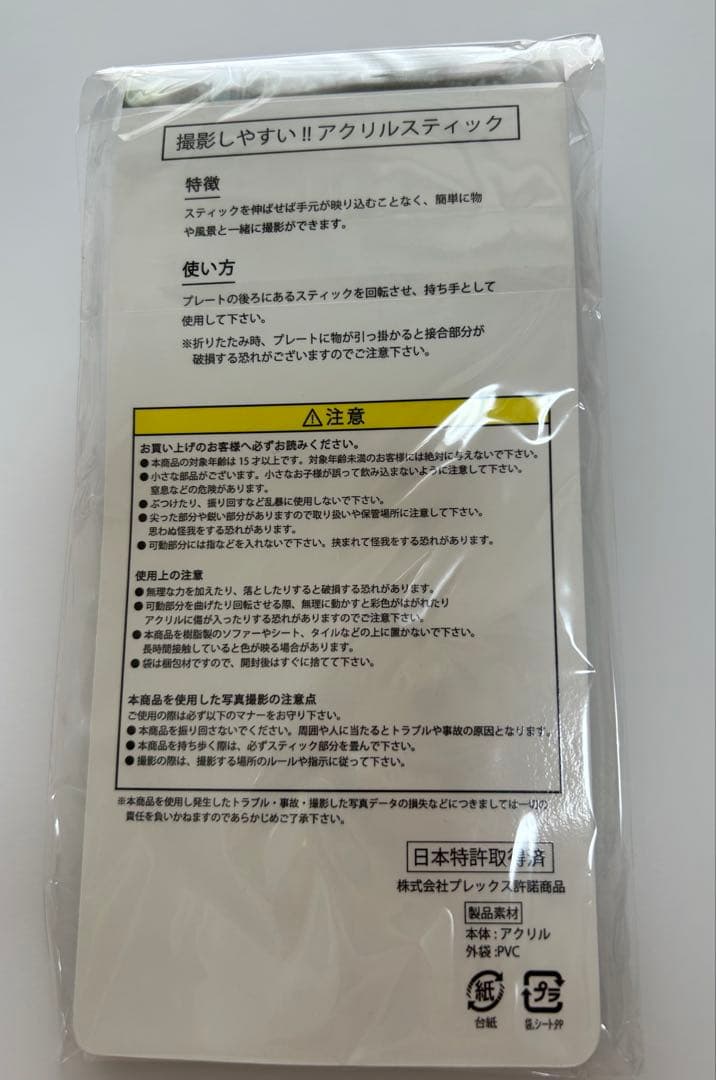 撮影しやすい!!アクリルスティック
特徴
スティックを伸ばせば手元が映り込むことなく、簡単に物
や風景と一緒に撮影ができます。
使い方
プレートの後ろにあるスティックを回転させ、持ち手として
使用して下さい。
※折りたたみ時、プレートに物が引っ掛かると接合部分が
破損する恐れがございますのでご注意下さい。
⚠注意
お買い上げのお客様へ必ずお読みください。
●本商品の対象年齢は15才以上です。対象年齢未満のお客様には絶対に与えないで下さい。
●小さな部品がございます。小さなお子様が誤って飲み込まないように注意して下さい。
窒息などの危険があります。
●ぶつけたり、振り回すなど乱暴に使用しないで下さい。
●尖った部分や鋭い部分がありますので取り扱いや保管場所に注意して下さい。
思わぬ怪我をする恐れがあります。
●可動部分には指などを入れないで下さい。挟まれて怪我をする恐れがあります。
使用上の注意
●無理な力を加えたり、落としたりすると破損する恐れがあります。
●可動部分を曲げたり回転させる際、無理に動かすと彩色がはがれたり
アクリルに傷が入ったりする恐れがありますのでご注意下さい。
●本商品を樹脂製のソファーやシート、タイルなどの上に置かないで下さい。
長時間接触していると色が映る場合があります。
●袋は梱包材ですので、開封後はすぐに捨てて下さい。
本商品を使用した写真撮影の注意点
ご使用の際は必ず以下のマナーをお守り下さい。
●本商品を振り回さないでください。周囲や人に当たるとトラブルや事故の原因となります。
●本商品を持ち歩く際は、必ずスティック部分を畳んで下さい。
●撮影の際は、撮影する場所のルールや指示に従って下さい。
※本商品を使用し発生したトラブル・事故・撮影した写真データの損失などにつきましては一切の
責任を負いかねますのであらかじめご了承下さい。
日本特許取得済
株式会社プレックス許諾商品
製品素材
本体:アクリル
外袋:PVC
紙 プラ
台紙 袋,シート:PP